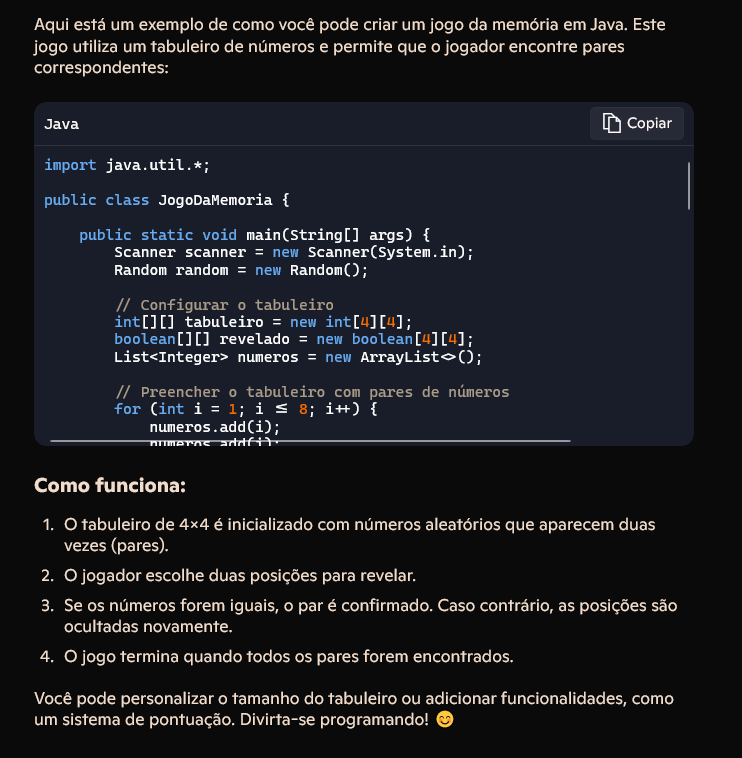 Aqui está um exemplo de como você pode criar um jogo da memória em Java. Este
jogo utiliza um tabuleiro de números e permite que o jogador encontre pares
correspondentes:
Java
Copiar
import java.util.*;
public class JogoDaMemoria {
    public static void main(String[] args) {
        Scanner scanner = new Scanner(System.in);
        Random random = new Random();
        // Configurar o tabuleiro
        int[][] tabuleiro = new int[4][4];
        boolean[][] revelado = new boolean[4][4];
        List<Integer> numeros = new ArrayList<>();
        // Preencher o tabuleiro com pares de números
        for (int i = 1; i <= 8; i++) {
            numeros.add(i);
            numeros.add(i);
Como funciona:
1. O tabuleiro de 4×4 é inicializado com números aleatórios que aparecem duas
vezes (pares).
2. O jogador escolhe duas posições para revelar.
3. Se os números forem iguais, o par é confirmado. Caso contrário, as posições são
ocultadas novamente.
4. O jogo termina quando todos os pares forem encontrados.
Você pode personalizar o tamanho do tabuleiro ou adicionar funcionalidades, como
um sistema de pontuação. Divirta-se programando! 😊